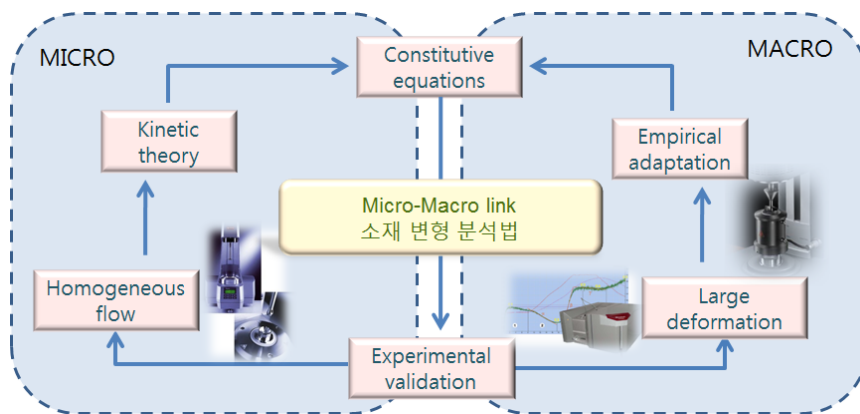 MICRO
MACRO
Constitutive
equations
Kinetic
theory
Empirical
adaptation
Micro-Macro link
소재 변형 분석법
Homogeneous
flow
Large
deformation
Experimental
validation